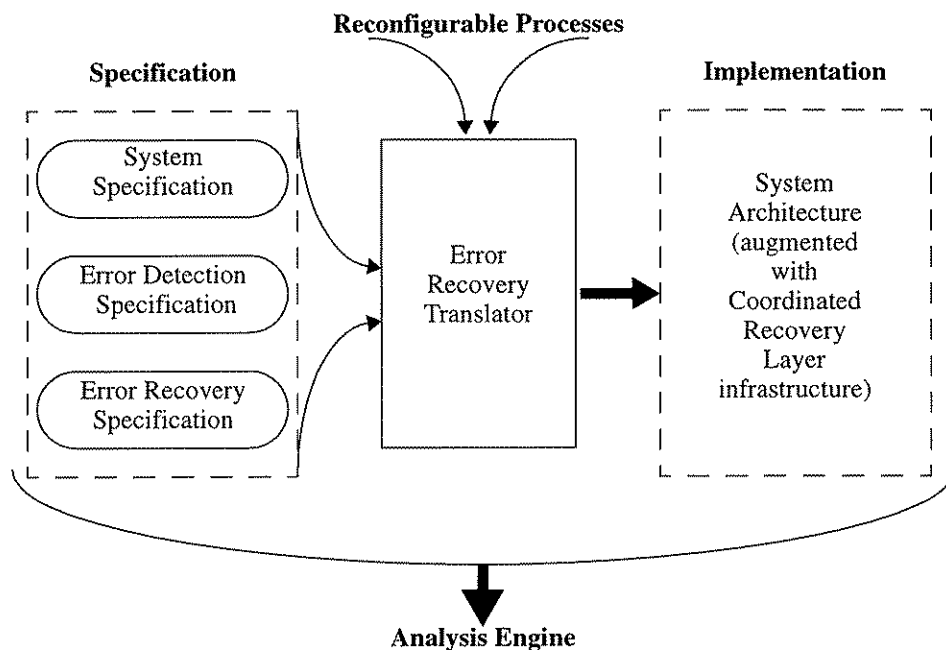 Reconfigurable Processes
Specification
Implementation
System
Specification
Error Detection
Specification
Error Recovery
Specification
Error
Recovery
Translator
System
Architecture
(augmented
with
Coordinated
Recovery
Layer
infrastructure)
Analysis Engine